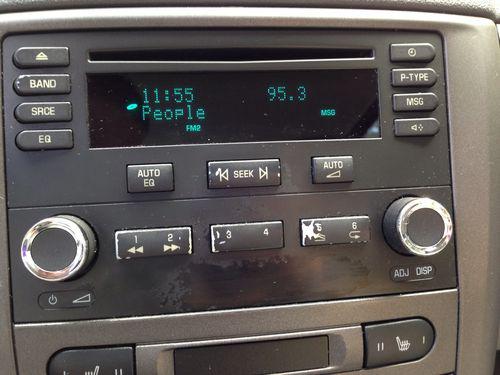 11:55 95.3
People MSG
FM2
BAND
SRCE
EQ
P-TYPE
MSG
AUTO EQ
SEEK
AUTO
1 2
3 4
5 6
ADJ DISP